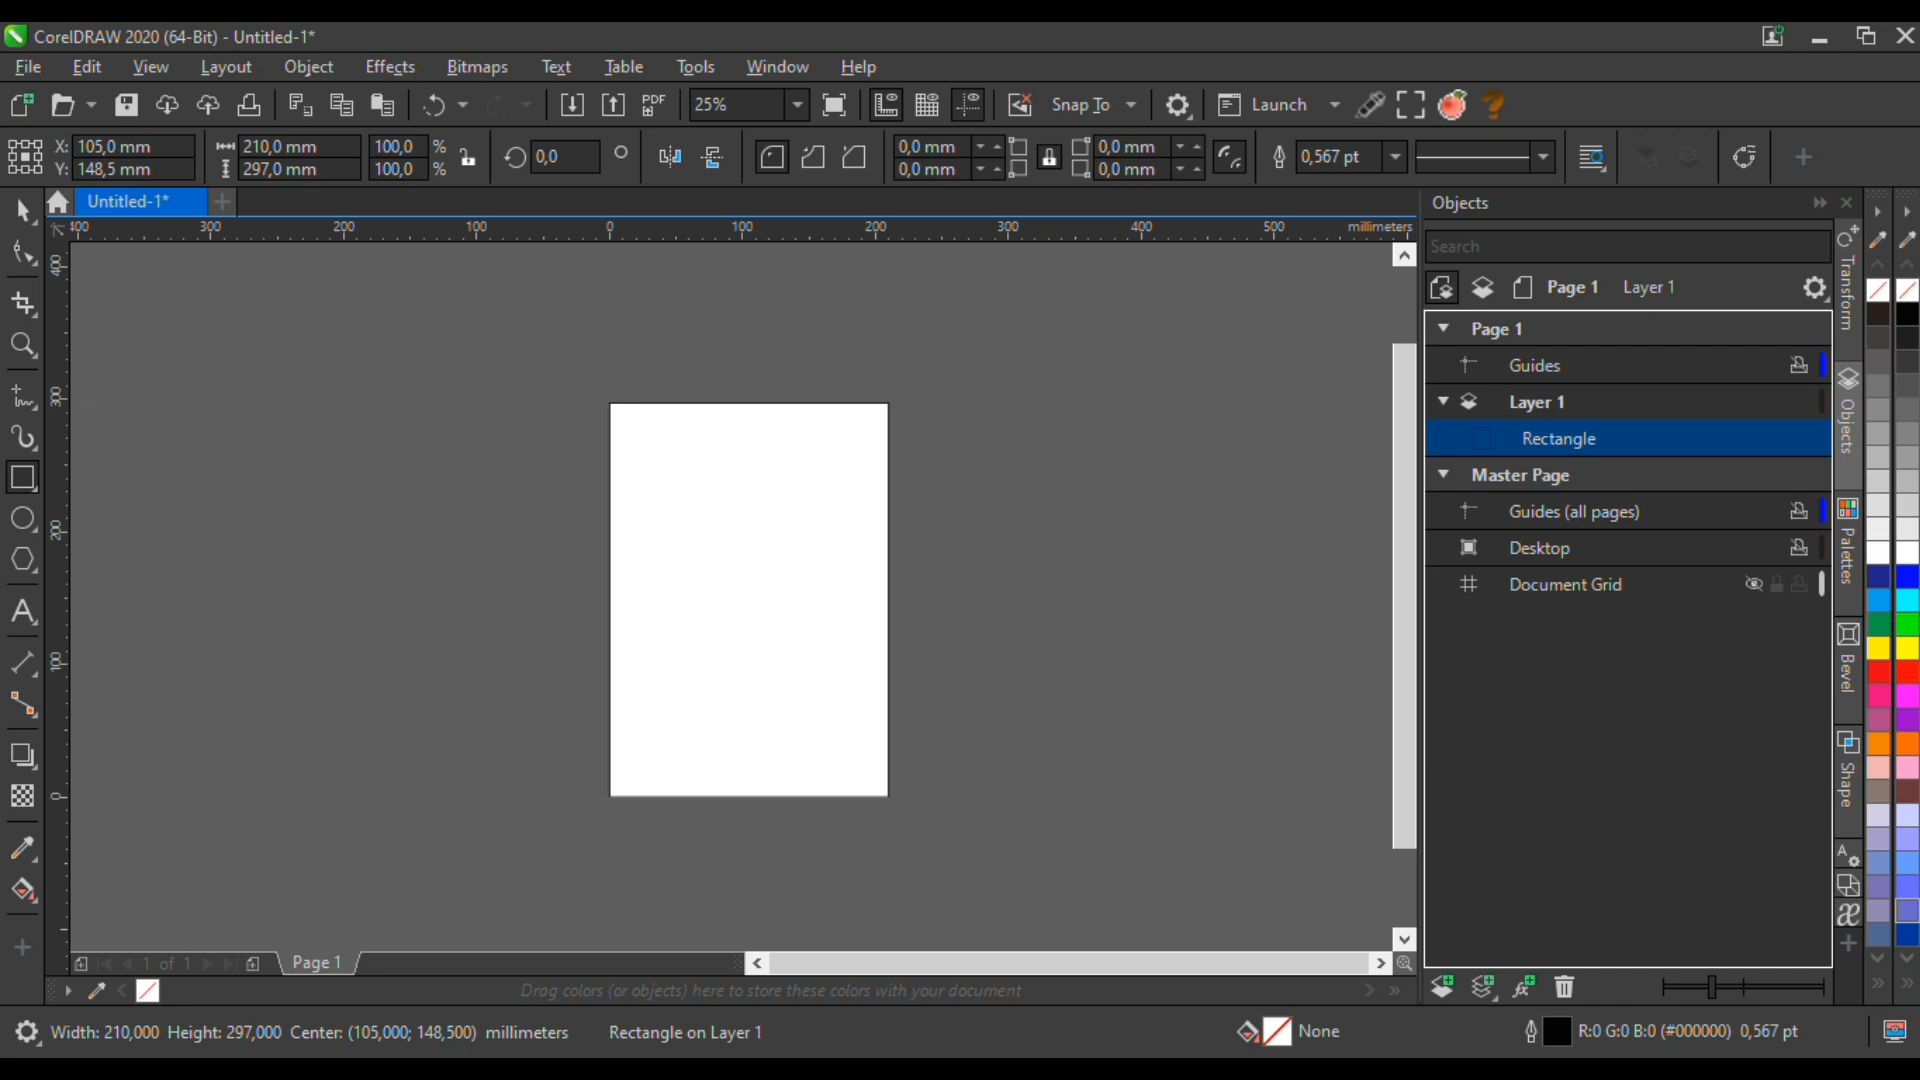 CorelDRAW 2020 (64-Bit) - Untitled-1*
File Edit View Layout Object Effects Bitmaps Text Table Tools Window Help
PDF 25% Snap To Launch
X: 105,0 mm 210,0 mm 100,0 % 0,0 0,0 mm 0,0 mm 0,567 pt
Y: 148,5 mm 297,0 mm 100,0 % 0,0 mm 0,0 mm
Untitled-1*
400 300 200 100 0 100 200 300 400 500 millimeters
400
300
200
100
0
Objects
Search
Page 1 Layer 1
Page 1
Guides
Layer 1
Rectangle
Master Page
Guides (all pages)
Desktop
Document Grid
Transform
Objects
Palettes
Bevel
Shape
1 of 1 Page 1
Drag colors (or objects) here to store these colors with your document
Width: 210,000 Height: 297,000 Center: (105,000; 148,500) millimeters Rectangle on Layer 1 None R:0 G:0 B:0 (#000000) 0,567 pt